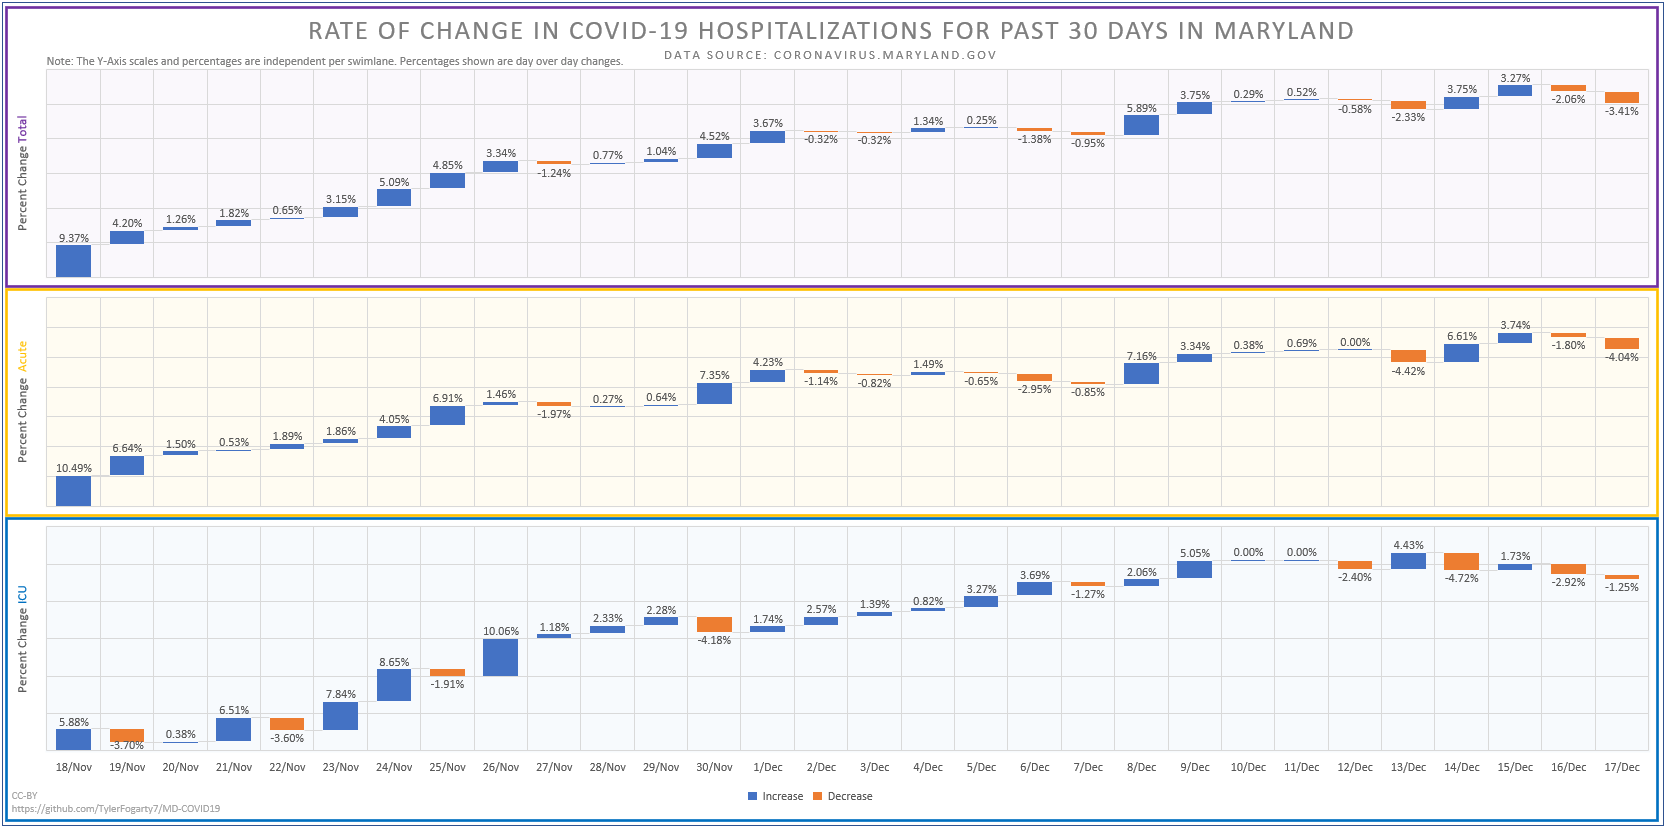 RATE OF CHANGE IN COVID-19 HOSPITALIZATIONS FOR PAST 30 DAYS IN MARYLAND
DATA SOURCE: CORONAVIRUS.MARYLAND.GOV
Note: The Y-Axis scales and percentages are independent per swimlane. Percentages shown are day over day changes.
Percent Change Total
9.37% 4.20% 1.26% 1.82% 0.65% 3.15% 5.09% 4.85% 3.34% -1.24% 0.77% 1.04% 4.52% 3.67% -0.32% -0.32% 1.34% 0.25% -1.38% -0.95% 5.89% 3.75% 0.29% 0.52% -0.58% -2.33% 3.75% 3.27% -2.06% -3.41%
Percent Change Acute
10.49% 6.64% 1.50% 0.53% 1.89% 1.86% 4.05% 6.91% 1.46% -1.97% 0.27% 0.64% 7.35% 4.23% -1.14% -0.82% 1.49% -0.65% -2.95% -0.85% 7.16% 3.34% 0.38% 0.69% 0.00% -4.42% 6.61% 3.74% -1.80% -4.04%
Percent Change ICU
5.88% -3.70% 0.38% 6.51% -3.60% 7.84% 8.65% -1.91% 10.06% 1.18% 2.33% 2.28% -4.18% 1.74% 2.57% 1.39% 0.82% 3.27% 3.69% -1.27% 2.06% 5.05% 0.00% 0.00% -2.40% 4.43% -4.72% 1.73% -2.92% -1.25%
18/Nov 19/Nov 20/Nov 21/Nov 22/Nov 23/Nov 24/Nov 25/Nov 26/Nov 27/Nov 28/Nov 29/Nov 30/Nov 1/Dec 2/Dec 3/Dec 4/Dec 5/Dec 6/Dec 7/Dec 8/Dec 9/Dec 10/Dec 11/Dec 12/Dec 13/Dec 14/Dec 15/Dec 16/Dec 17/Dec
Increase Decrease
CC-BY
https://github.com/TylerFogarty7/MD-COVID19